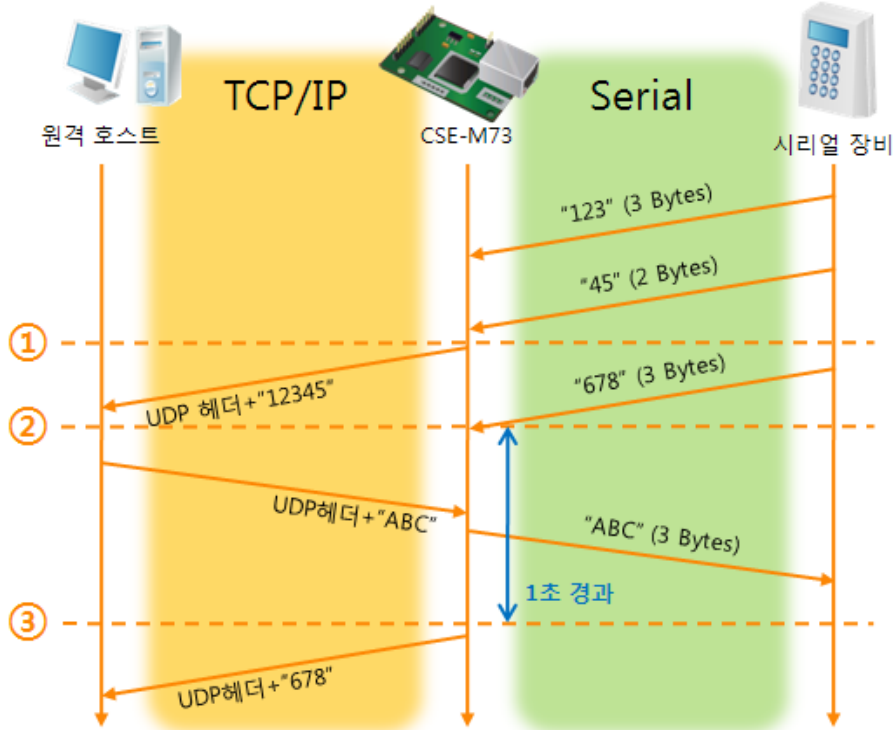 TCP/IP
Serial
원격 호스트
CSE-M73
시리얼 장비
"123" (3 Bytes)
"45" (2 Bytes)
①
UDP 헤더+"12345"
"678" (3 Bytes)
②
UDP헤더+"ABC"
"ABC" (3 Bytes)
1초 경과
③
UDP헤더+"678"